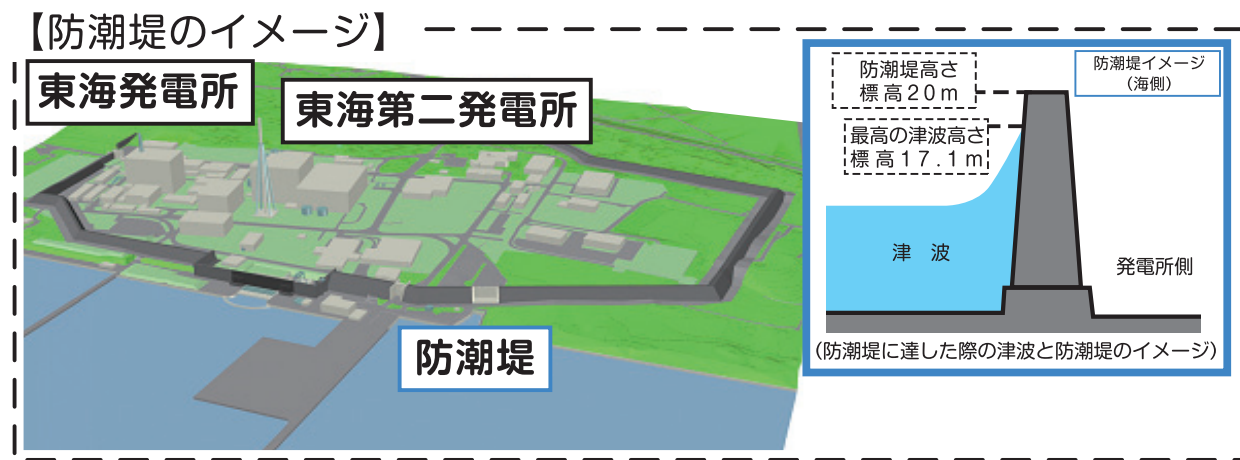 【防潮堤のイメージ】
東海発電所
東海第二発電所
防潮堤
防潮堤高さ
標高20m
最高の津波高さ
標高17.1m
防潮堤イメージ
(海側)
津 波
発電所側
(防潮堤に達した際の津波と防潮堤のイメージ)